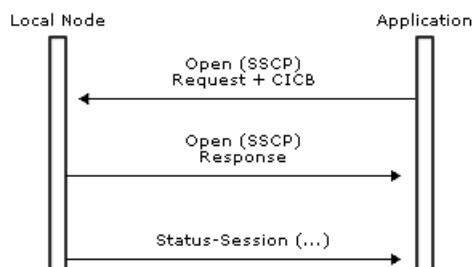 Local Node
Application
Open (SSCP)
Request + CICB
Open (SSCP)
Response
Status-Session (...)